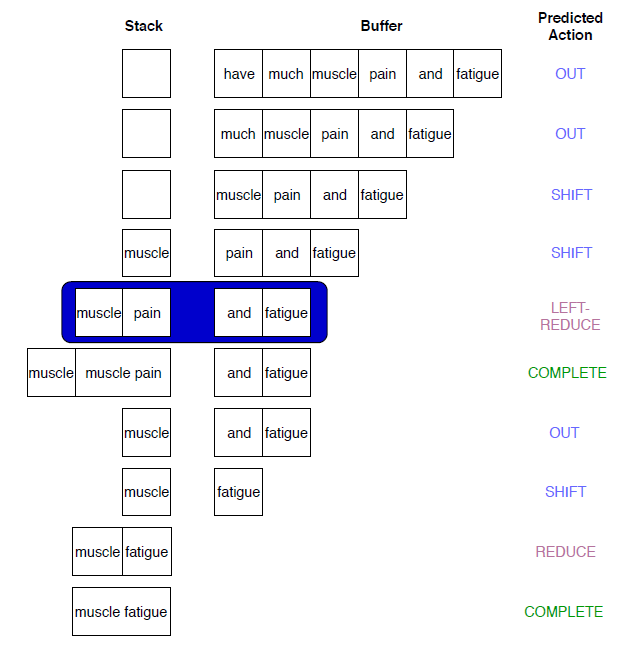 Stack Buffer Predicted
Action
have much muscle pain and fatigue OUT
much muscle pain and fatigue OUT
muscle pain and fatigue SHIFT
muscle pain and fatigue SHIFT
muscle pain and fatigue LEFT-
REDUCE
muscle muscle pain and fatigue COMPLETE
muscle and fatigue OUT
muscle fatigue SHIFT
muscle fatigue REDUCE
muscle fatigue COMPLETE